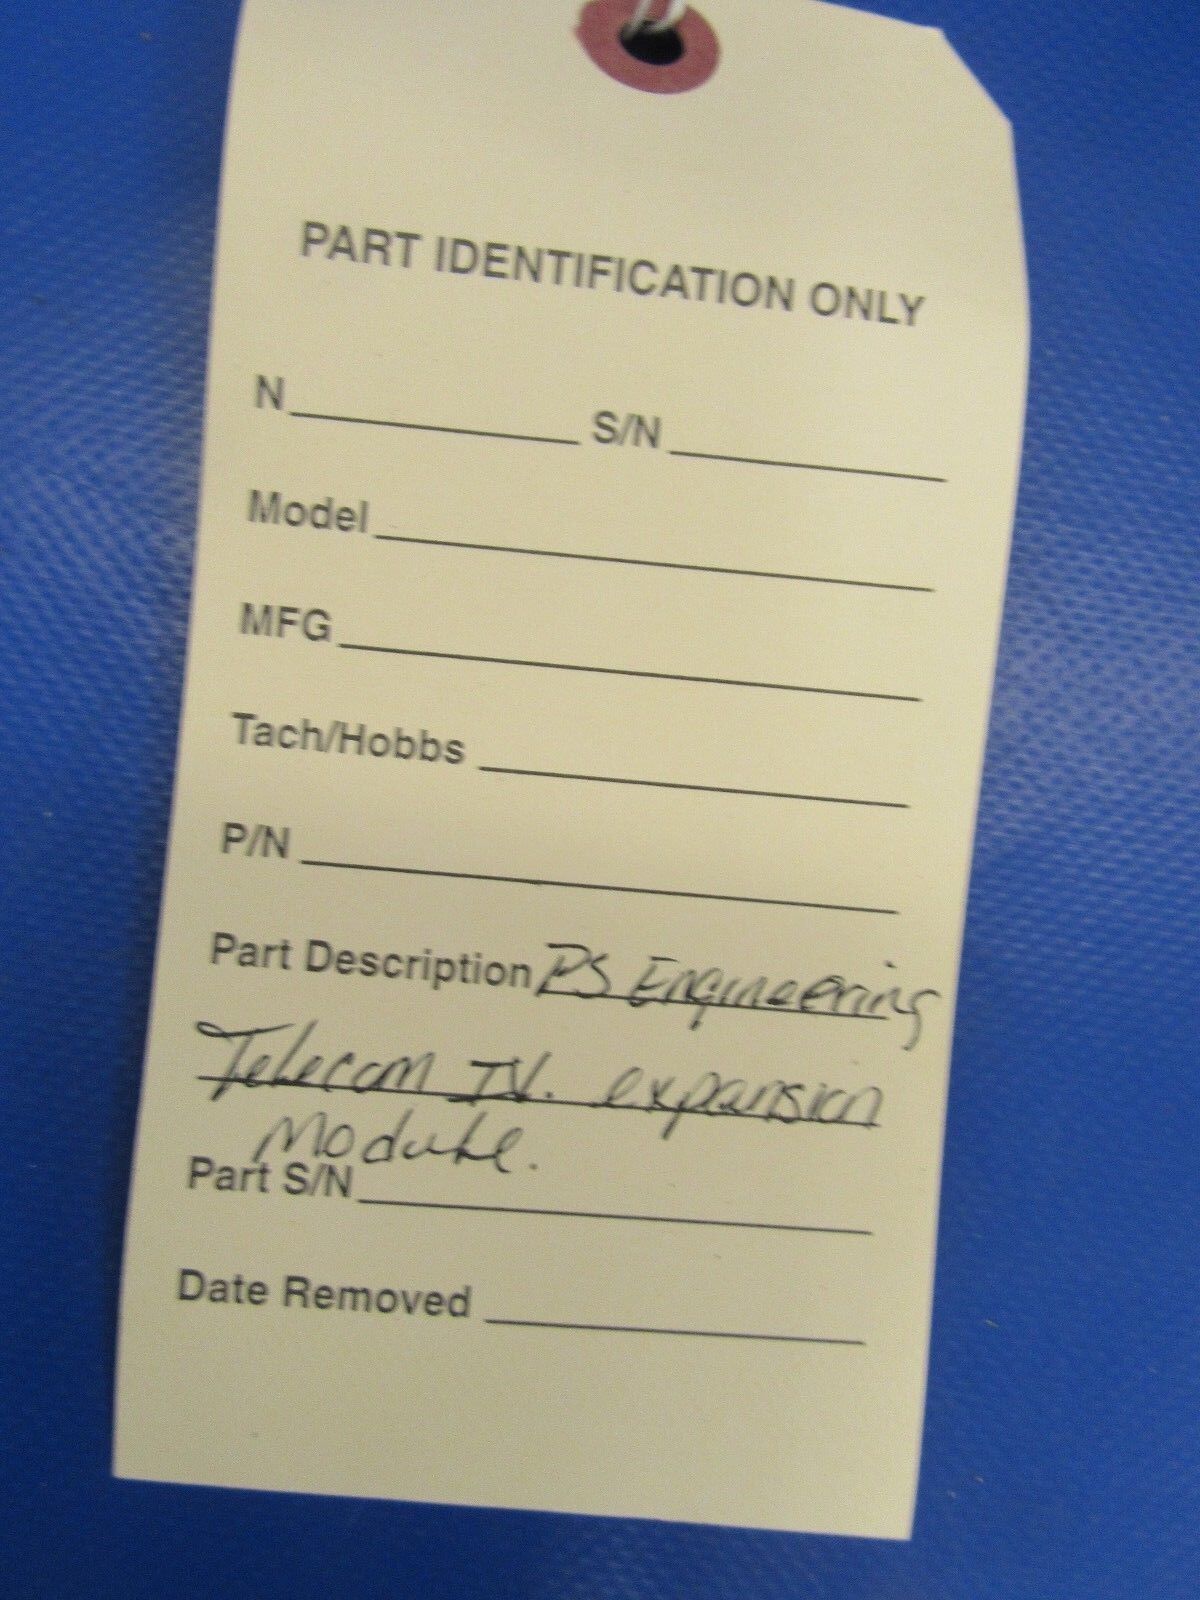 PART IDENTIFICATION ONLY
N S/N
Model
MFG
Tach/Hobbs
P/N
Part Description PS Engineering
Telecom IV. expansion
Module.
Part S/N
Date Removed